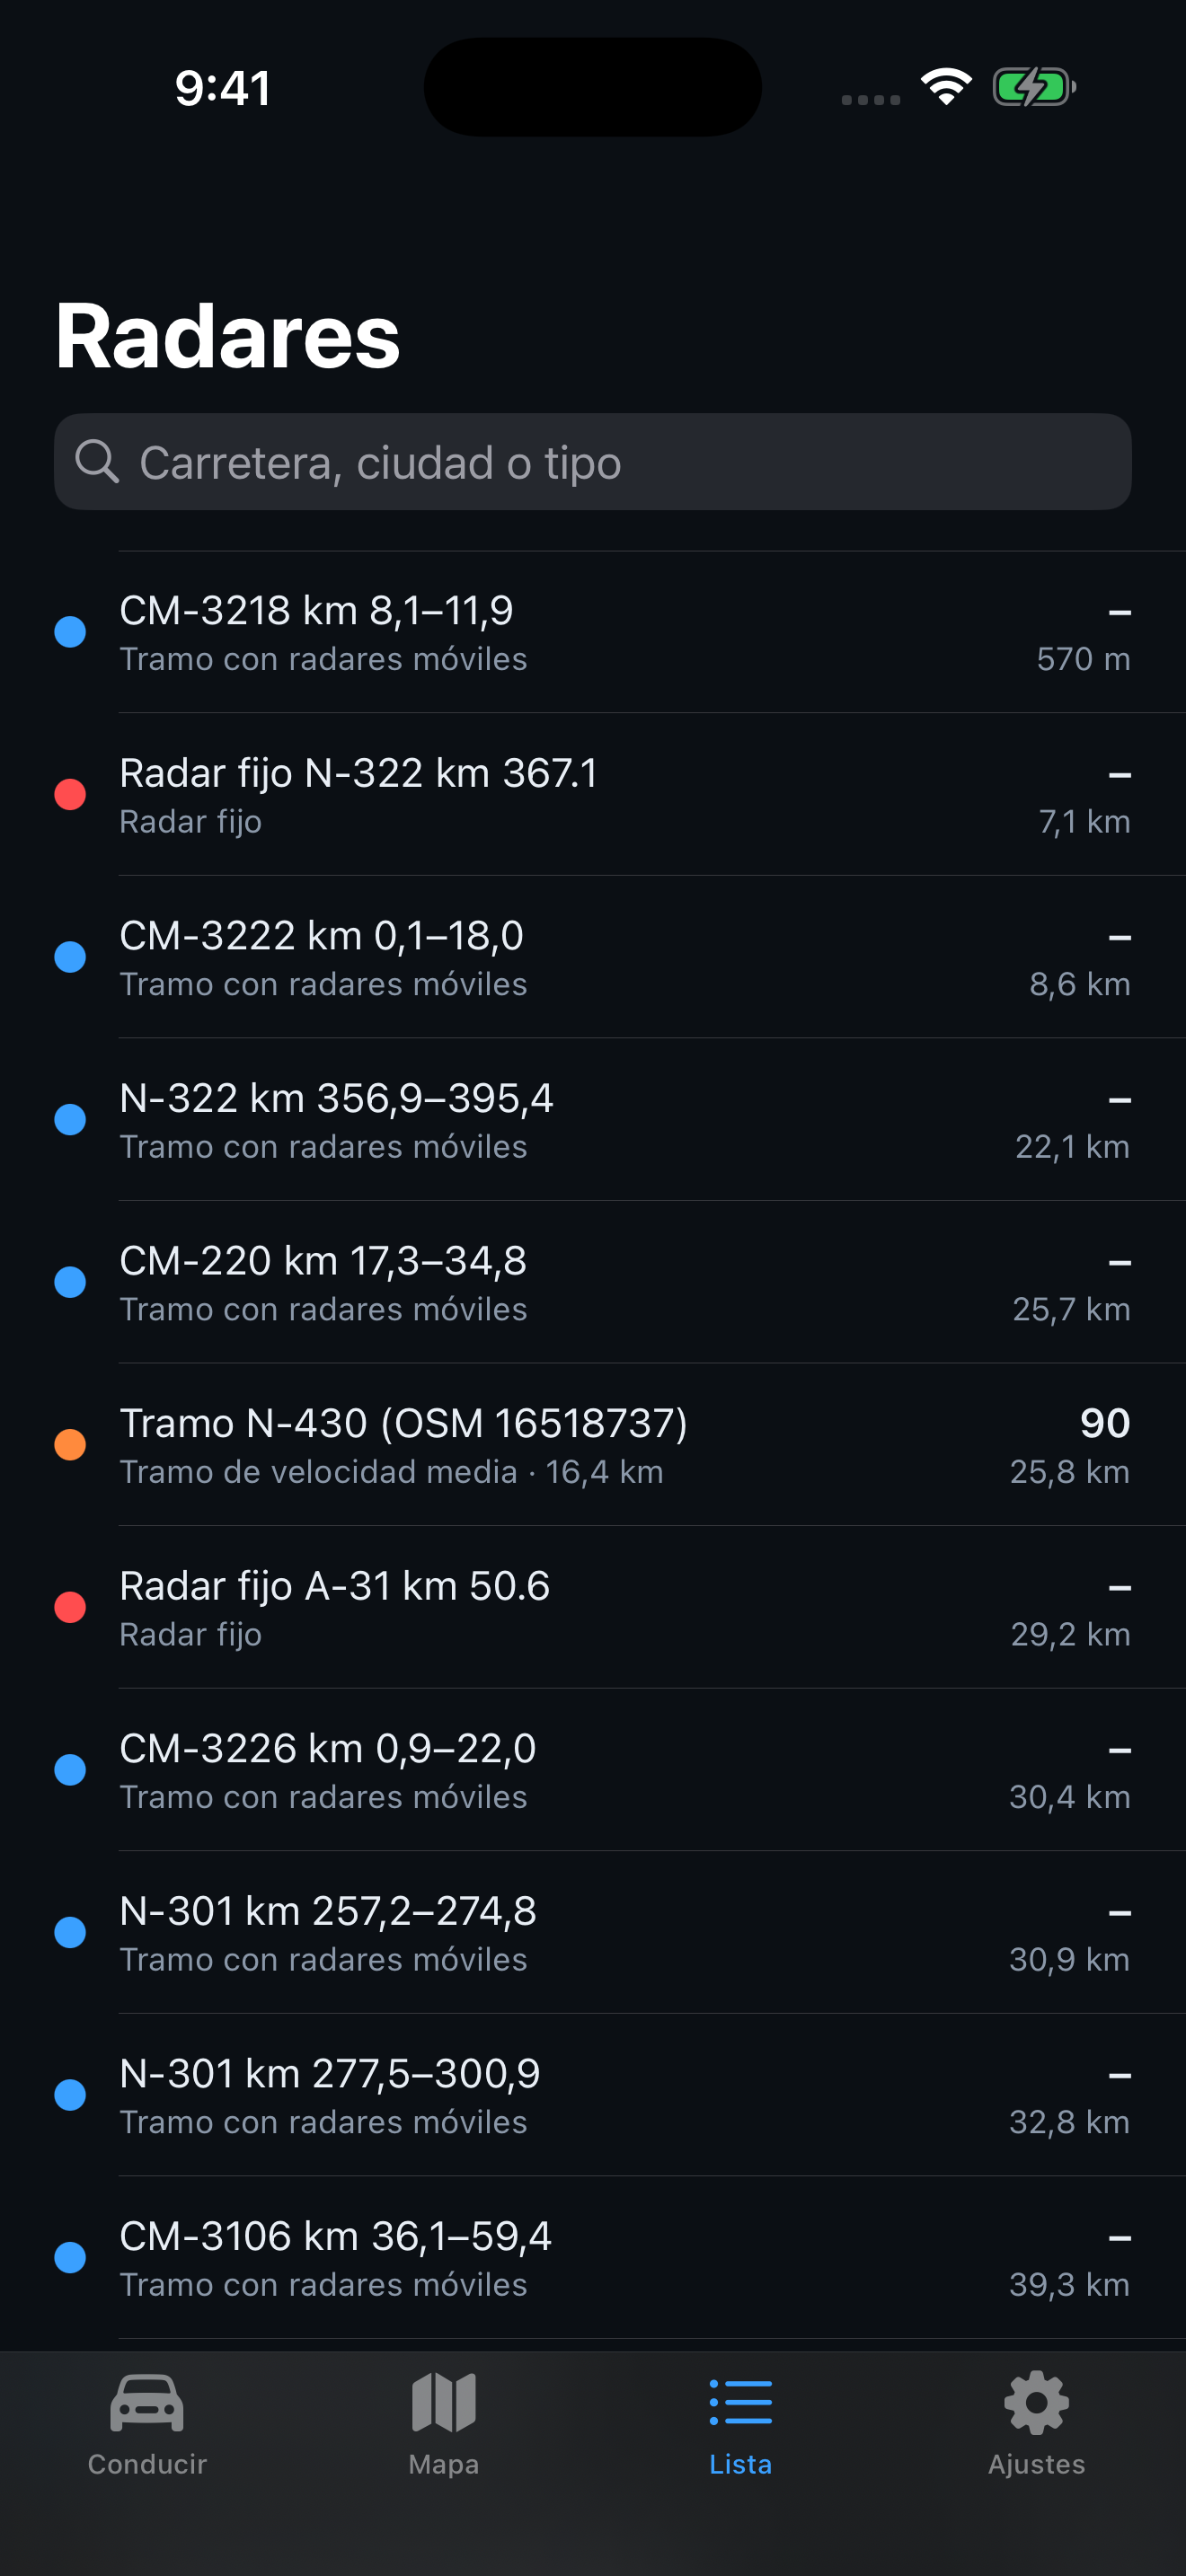 9:41
Radares
Carretera, ciudad o tipo
CM-3218 km 8,1–11,9 –
Tramo con radares móviles 570 m
Radar fijo N-322 km 367.1 –
Radar fijo 7,1 km
CM-3222 km 0,1–18,0 –
Tramo con radares móviles 8,6 km
N-322 km 356,9–395,4 –
Tramo con radares móviles 22,1 km
CM-220 km 17,3–34,8 –
Tramo con radares móviles 25,7 km
Tramo N-430 (OSM 16518737) 90
Tramo de velocidad media · 16,4 km 25,8 km
Radar fijo A-31 km 50.6 –
Radar fijo 29,2 km
CM-3226 km 0,9–22,0 –
Tramo con radares móviles 30,4 km
N-301 km 257,2–274,8 –
Tramo con radares móviles 30,9 km
N-301 km 277,5–300,9 –
Tramo con radares móviles 32,8 km
CM-3106 km 36,1–59,4 –
Tramo con radares móviles 39,3 km
Conducir Mapa Lista Ajustes